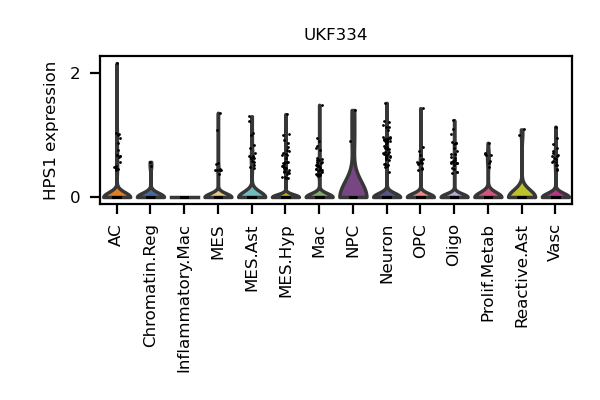 UKF334
HPS1 expression
2
0
AC
Chromatin.Reg
Inflammatory.Mac
MES
MES.Ast
MES.Hyp
Mac
NPC
Neuron
OPC
Oligo
Prolif.Metab
Reactive.Ast
Vasc